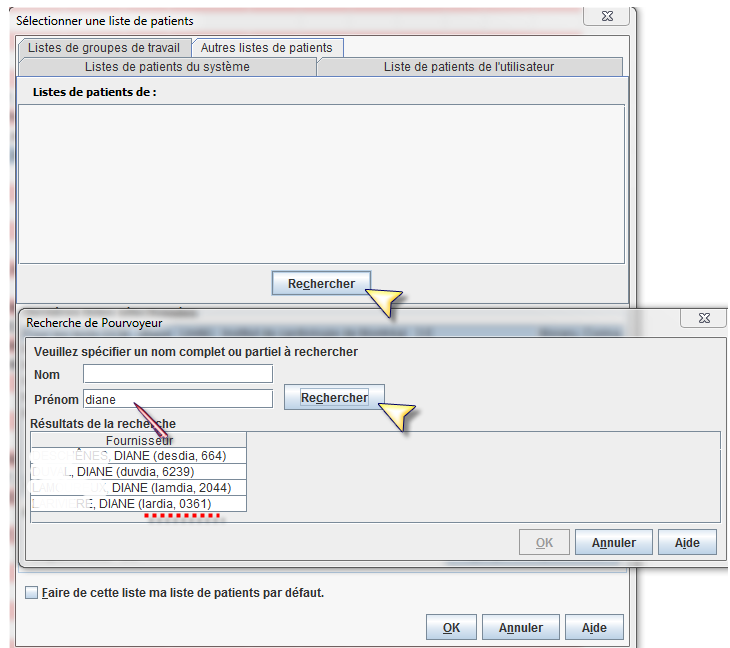 Sélectionner une liste de patients
Listes de groupes de travail Autres listes de patients
Listes de patients du système Liste de patients de l'utilisateur
Listes de patients de :
Rechercher
Recherche de Pourvoyeur
Veuillez spécifier un nom complet ou partiel à rechercher
Nom
Prénom diane Rechercher
Résultats de la recherche
Fournisseur
DIANE (desdia, 664)
DIANE (duvdia, 6239)
DIANE (lamdia, 2044)
DIANE (lardia, 0361)
OK Annuler Aide
Faire de cette liste ma liste de patients par défaut.
OK Annuler Aide